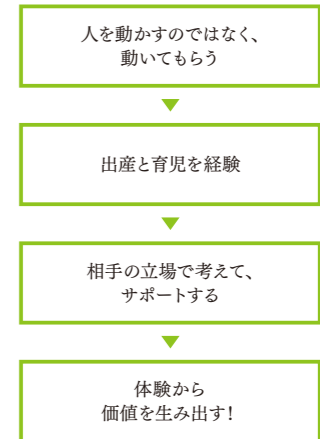 人を動かすのではなく、
動いてもらう
出産と育児を経験
相手の立場で考えて、
サポートする
体験から
価値を生み出す！